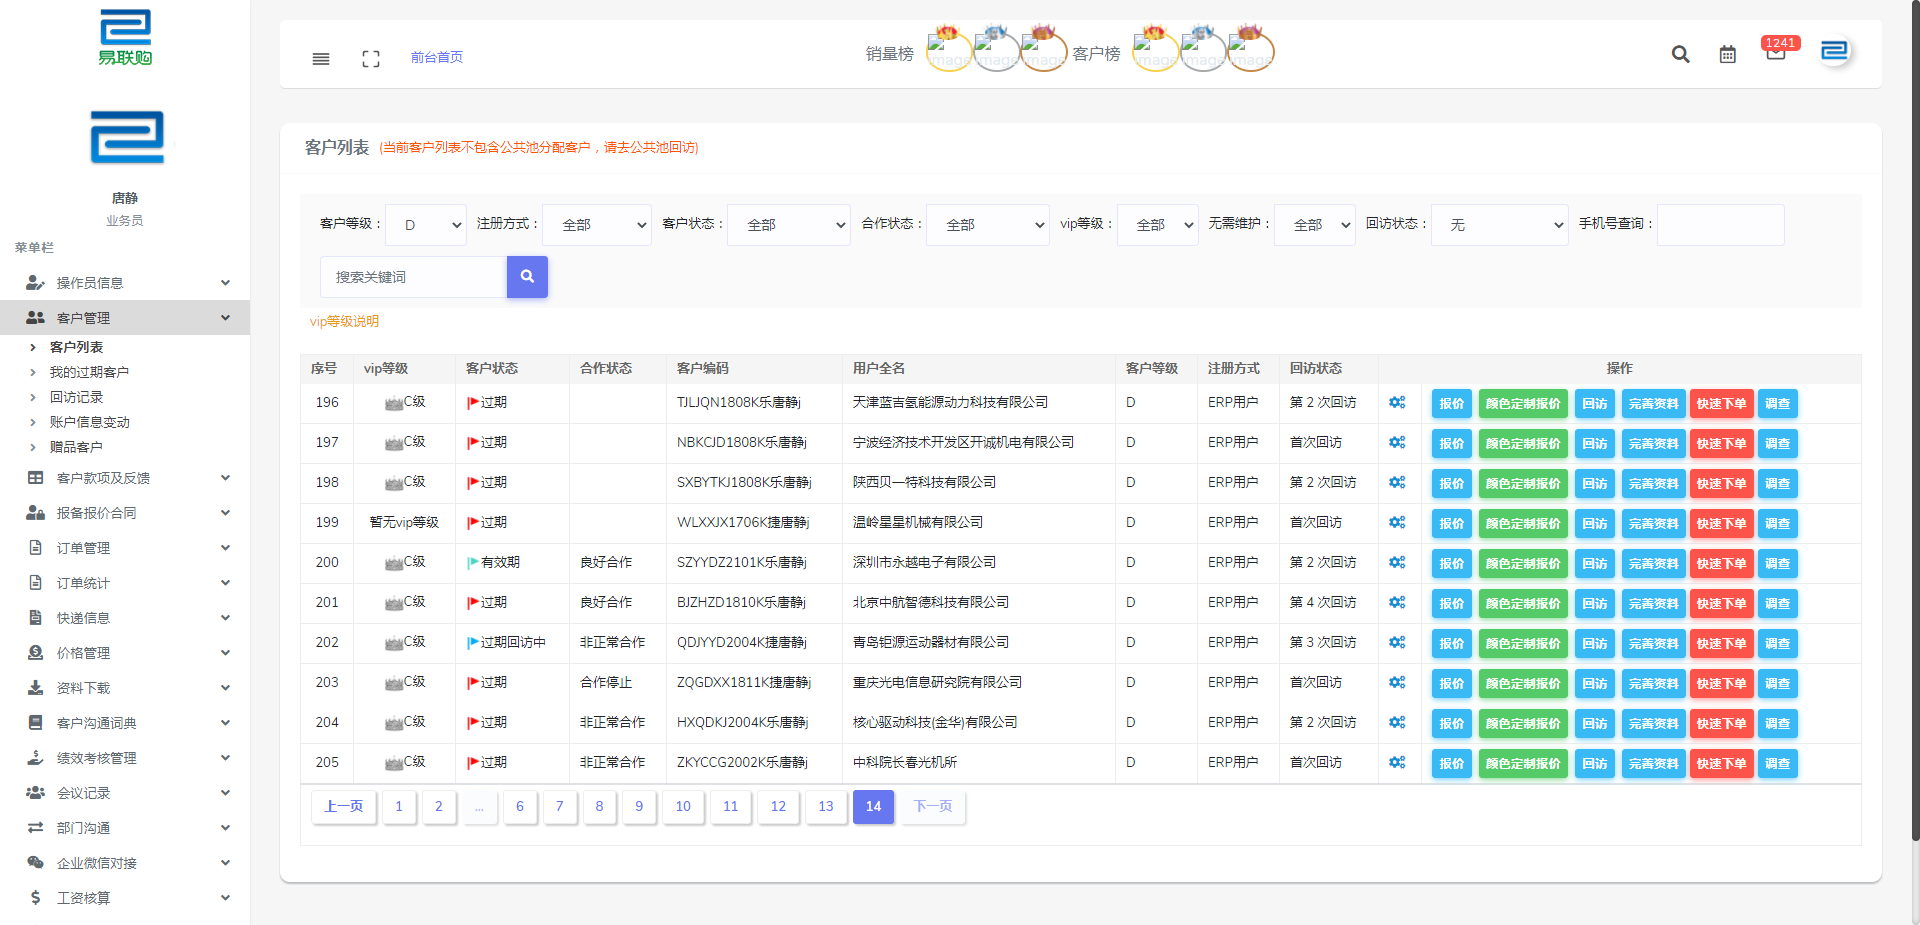 易联购
唐静
业务员
菜单栏
操作员信息
客户管理
客户列表
我的过期客户
回访记录
账户信息变动
赠品客户
客户款项及反馈
报备报价合同
订单管理
订单统计
快递信息
价格管理
资料下载
客户沟通词典
绩效考核管理
会议记录
部门沟通
企业微信对接
工资核算
前台首页 销量榜 image image image 客户榜 image image image 1241
客户列表 (当前客户列表不包含公共池分配客户，请去公共池回访)
客户等级： D 注册方式： 全部 客户状态： 全部 合作状态： 全部 vip等级： 全部 无需维护： 全部 回访状态： 无 手机号查询：
搜索关键词
vip等级说明
序号 vip等级 客户状态 合作状态 客户编码 用户全名 客户等级 注册方式 回访状态 操作
196 C级 过期 TJLJQN1808K乐唐静j 天津蓝吉氢能源动力科技有限公司 D ERP用户 第 2 次回访 报价 颜色定制报价 回访 完善资料 快速下单 调查
197 C级 过期 NBKCJD1808K乐唐静j 宁波经济技术开发区开诚机电有限公司 D ERP用户 首次回访 报价 颜色定制报价 回访 完善资料 快速下单 调查
198 C级 过期 SXBYTKJ1808K乐唐静j 陕西贝一特科技有限公司 D ERP用户 第 2 次回访 报价 颜色定制报价 回访 完善资料 快速下单 调查
199 暂无vip等级 过期 WLXXJX1706K捷唐静j 温岭星星机械有限公司 D ERP用户 首次回访 报价 颜色定制报价 回访 完善资料 快速下单 调查
200 C级 有效期 良好合作 SZYYDZ2101K乐唐静j 深圳市永越电子有限公司 D ERP用户 第 2 次回访 报价 颜色定制报价 回访 完善资料 快速下单 调查
201 C级 过期 良好合作 BJZHZD1810K乐唐静j 北京中航智德科技有限公司 D ERP用户 第 4 次回访 报价 颜色定制报价 回访 完善资料 快速下单 调查
202 C级 过期回访中 非正常合作 QDJYYD2004K捷唐静j 青岛钜源运动器材有限公司 D ERP用户 第 3 次回访 报价 颜色定制报价 回访 完善资料 快速下单 调查
203 C级 过期 合作停止 ZQGDXX1811K捷唐静j 重庆光电信息研究院有限公司 D ERP用户 首次回访 报价 颜色定制报价 回访 完善资料 快速下单 调查
204 C级 过期 非正常合作 HXQDKJ2004K乐唐静j 核心驱动科技(金华)有限公司 D ERP用户 第 2 次回访 报价 颜色定制报价 回访 完善资料 快速下单 调查
205 C级 过期 非正常合作 ZKYCCG2002K乐唐静j 中科院长春光机所 D ERP用户 首次回访 报价 颜色定制报价 回访 完善资料 快速下单 调查
上一页 1 2 ... 6 7 8 9 10 11 12 13 14 下一页